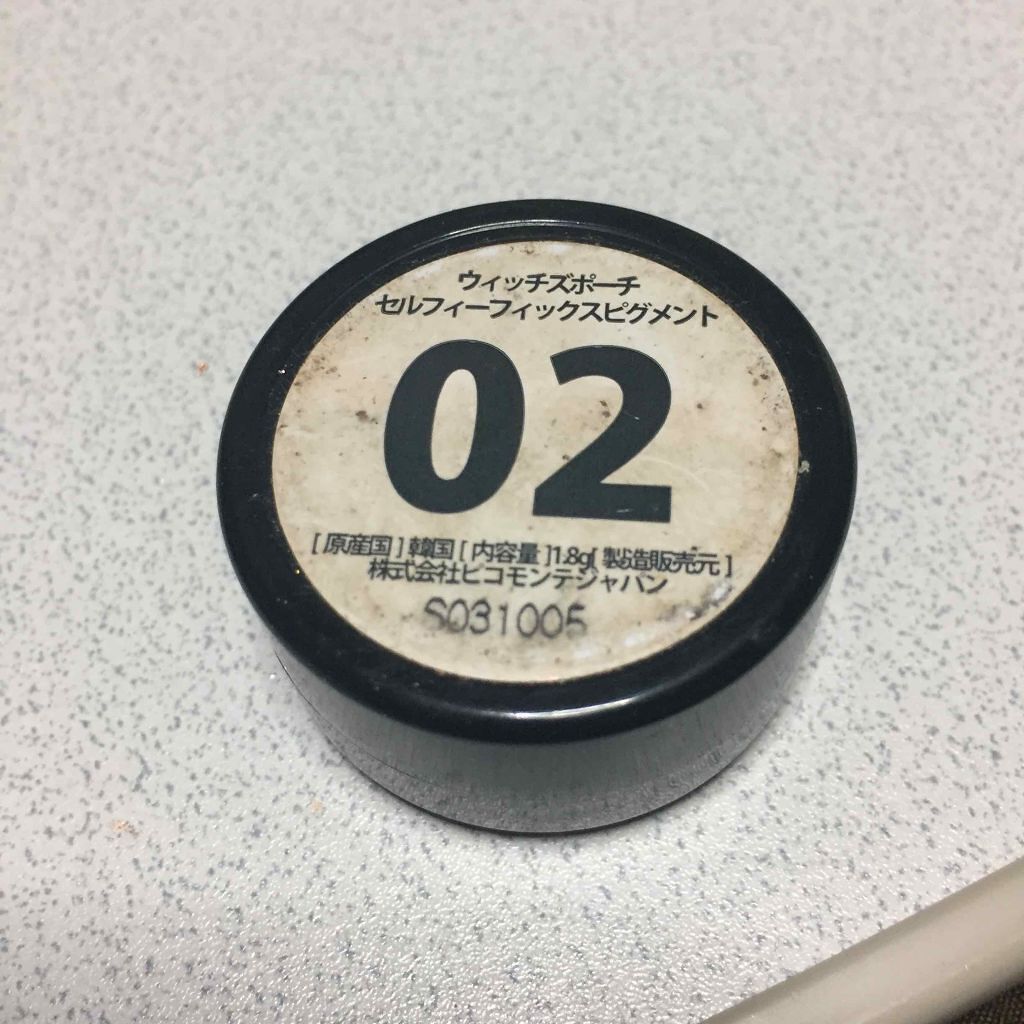 ウィッチズポーチ
セルフィーフィックスピグメント
02
[ 原産国 ] 韓国 [ 内容量 ]1.8g[ 製造販売元 ]
株式会社ピコモンテジャパン
S031005